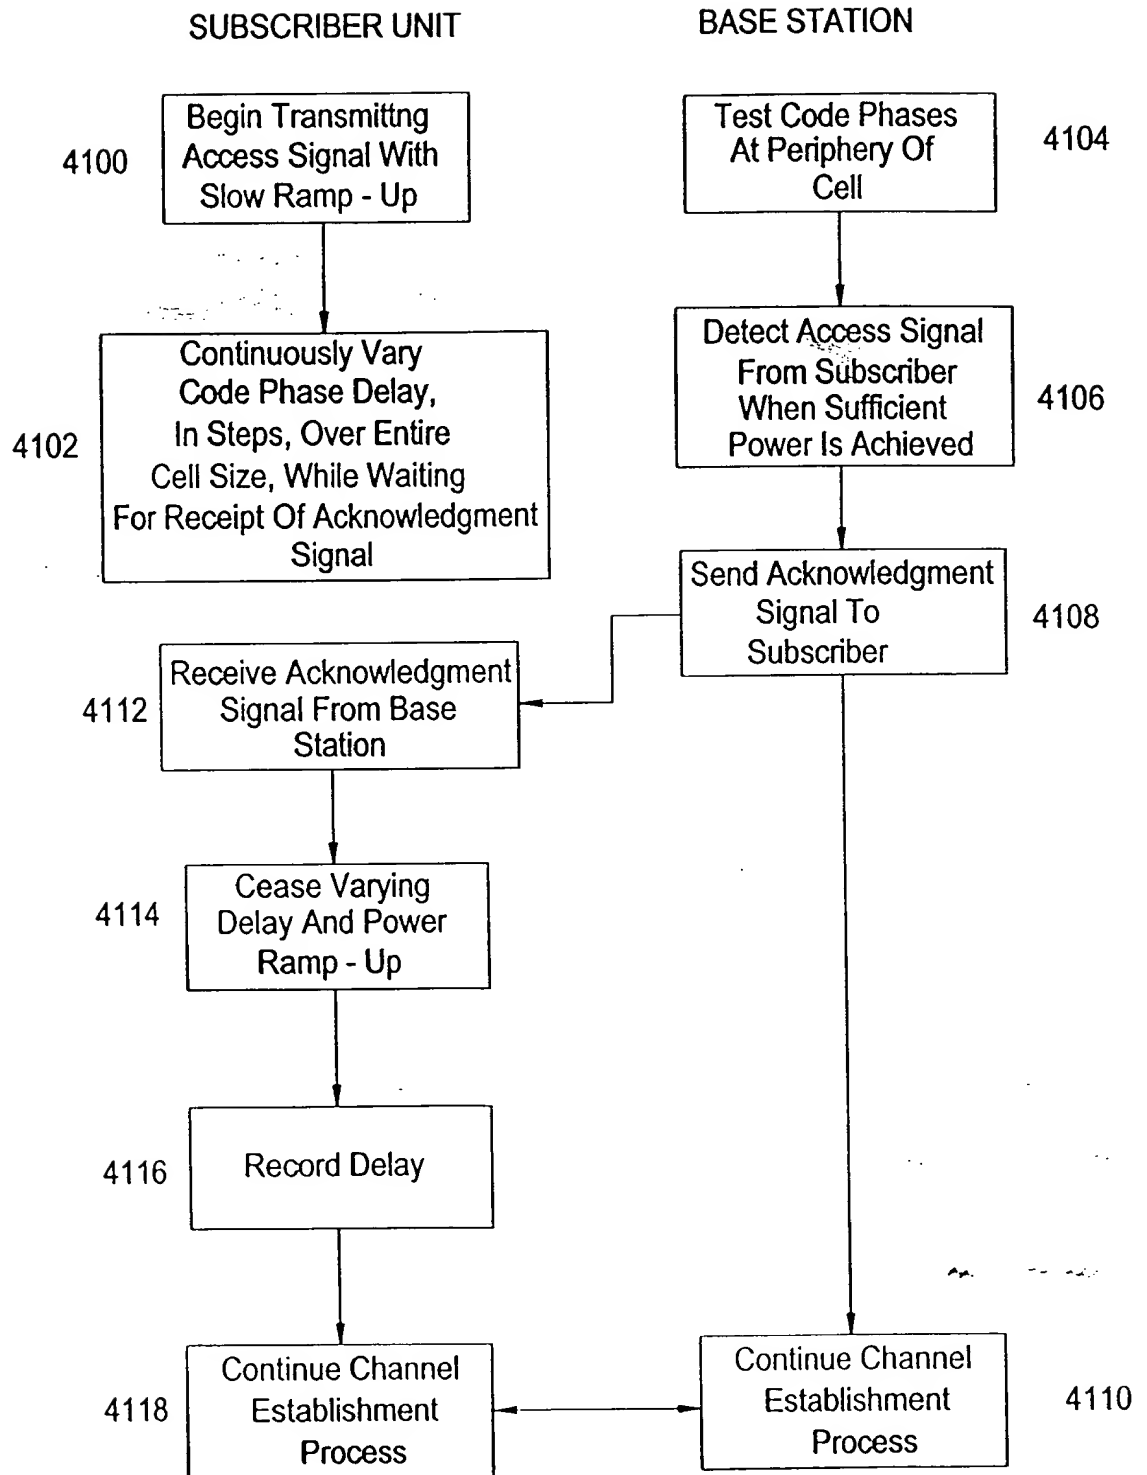 SUBSCRIBER UNIT
BASE STATION
4100
Begin Transmittng
Access Signal With
Slow Ramp - Up
Test Code Phases
At Periphery Of
Cell
4104
4102
Continuously Vary
Code Phase Delay,
In Steps, Over Entire
Cell Size, While Waiting
For Receipt Of Acknowledgment
Signal
Detect Access Signal
From Subscriber
When Sufficient
Power Is Achieved
4106
Send Acknowledgment
Signal To
Subscriber
4108
4112
Receive Acknowledgment
Signal From Base
Station
4114
Cease Varying
Delay And Power
Ramp - Up
4116
Record Delay
4118
Continue Channel
Establishment
Process
Continue Channel
Establishment
Process
4110